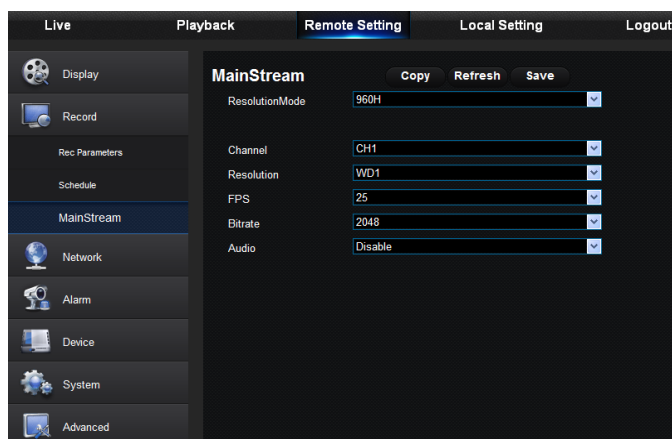 Live Playback Remote Setting Local Setting Logout
Display
Record
Rec Parameters
Schedule
MainStream
Network
Alarm
Device
System
Advanced
MainStream Copy Refresh Save
ResolutionMode 960H
Channel CH1
Resolution WD1
FPS 25
Bitrate 2048
Audio Disable